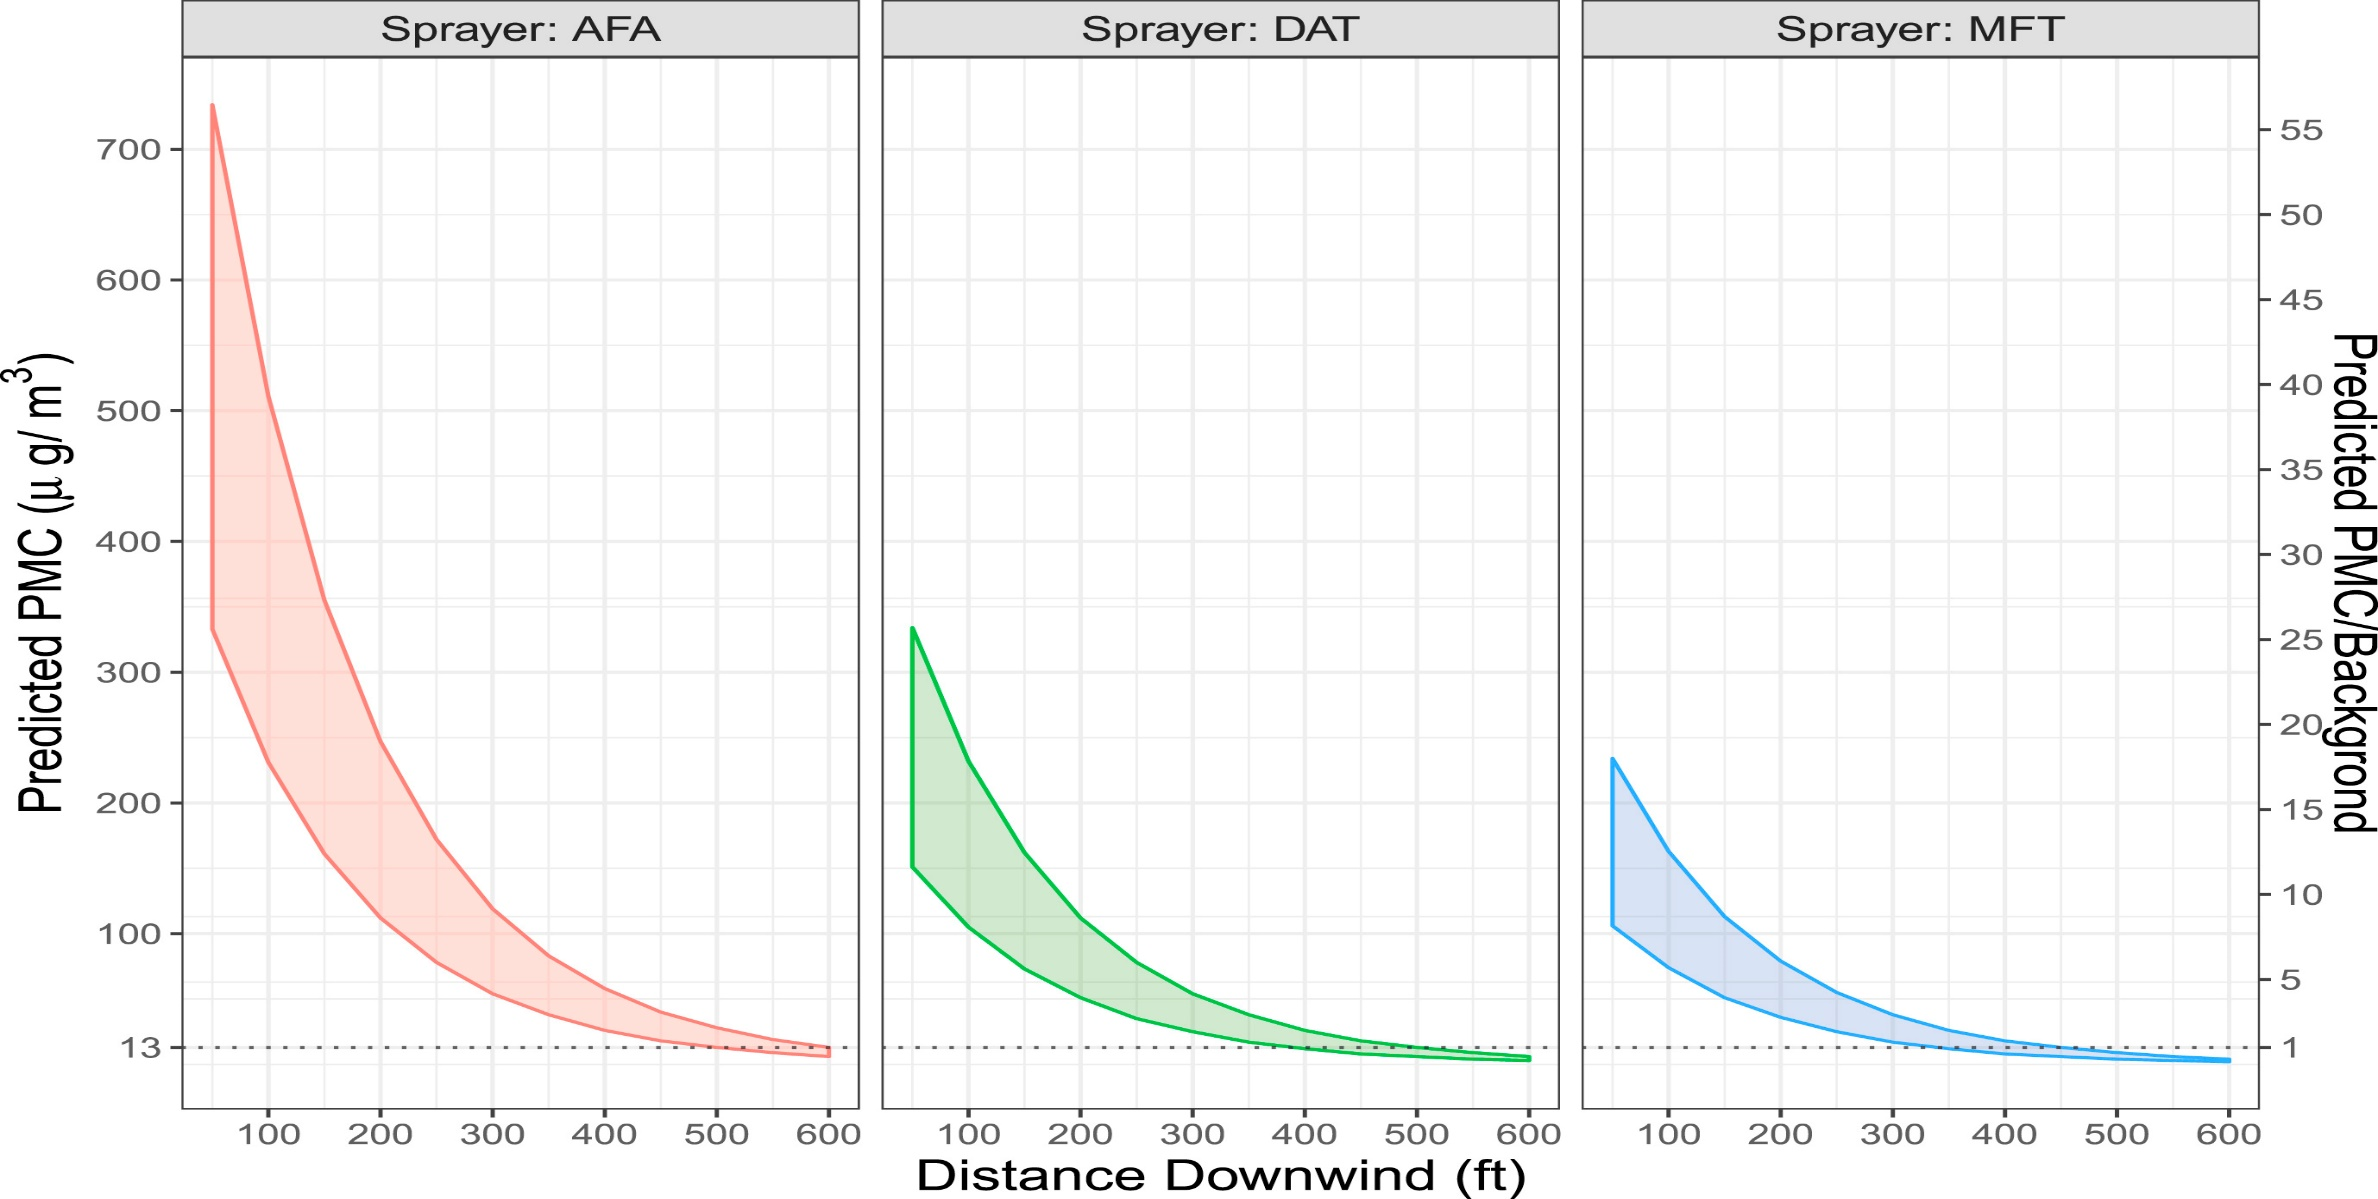 Sprayer: AFA
Sprayer: DAT
Sprayer: MFT
Predicted PMC (μ g/ m³)
700
600
500
400
300
200
100
13
55
50
45
40
35
30
25
20
15
10
5
1
Predicted PMC/Backgrond
100 200 300 400 500 600
100 200 300 400 500 600
100 200 300 400 500 600
Distance Downwind (ft)